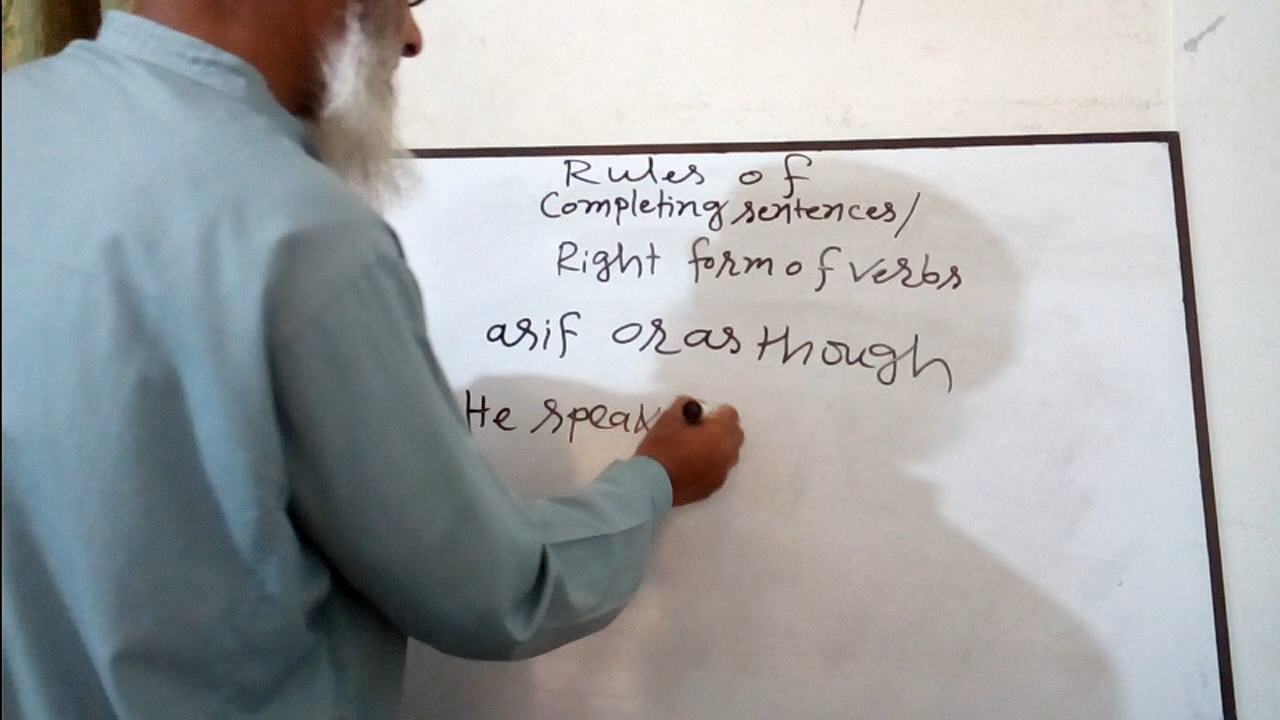 Rules of
Completing sentences/
Right form of verbs
as if or as though
He speak